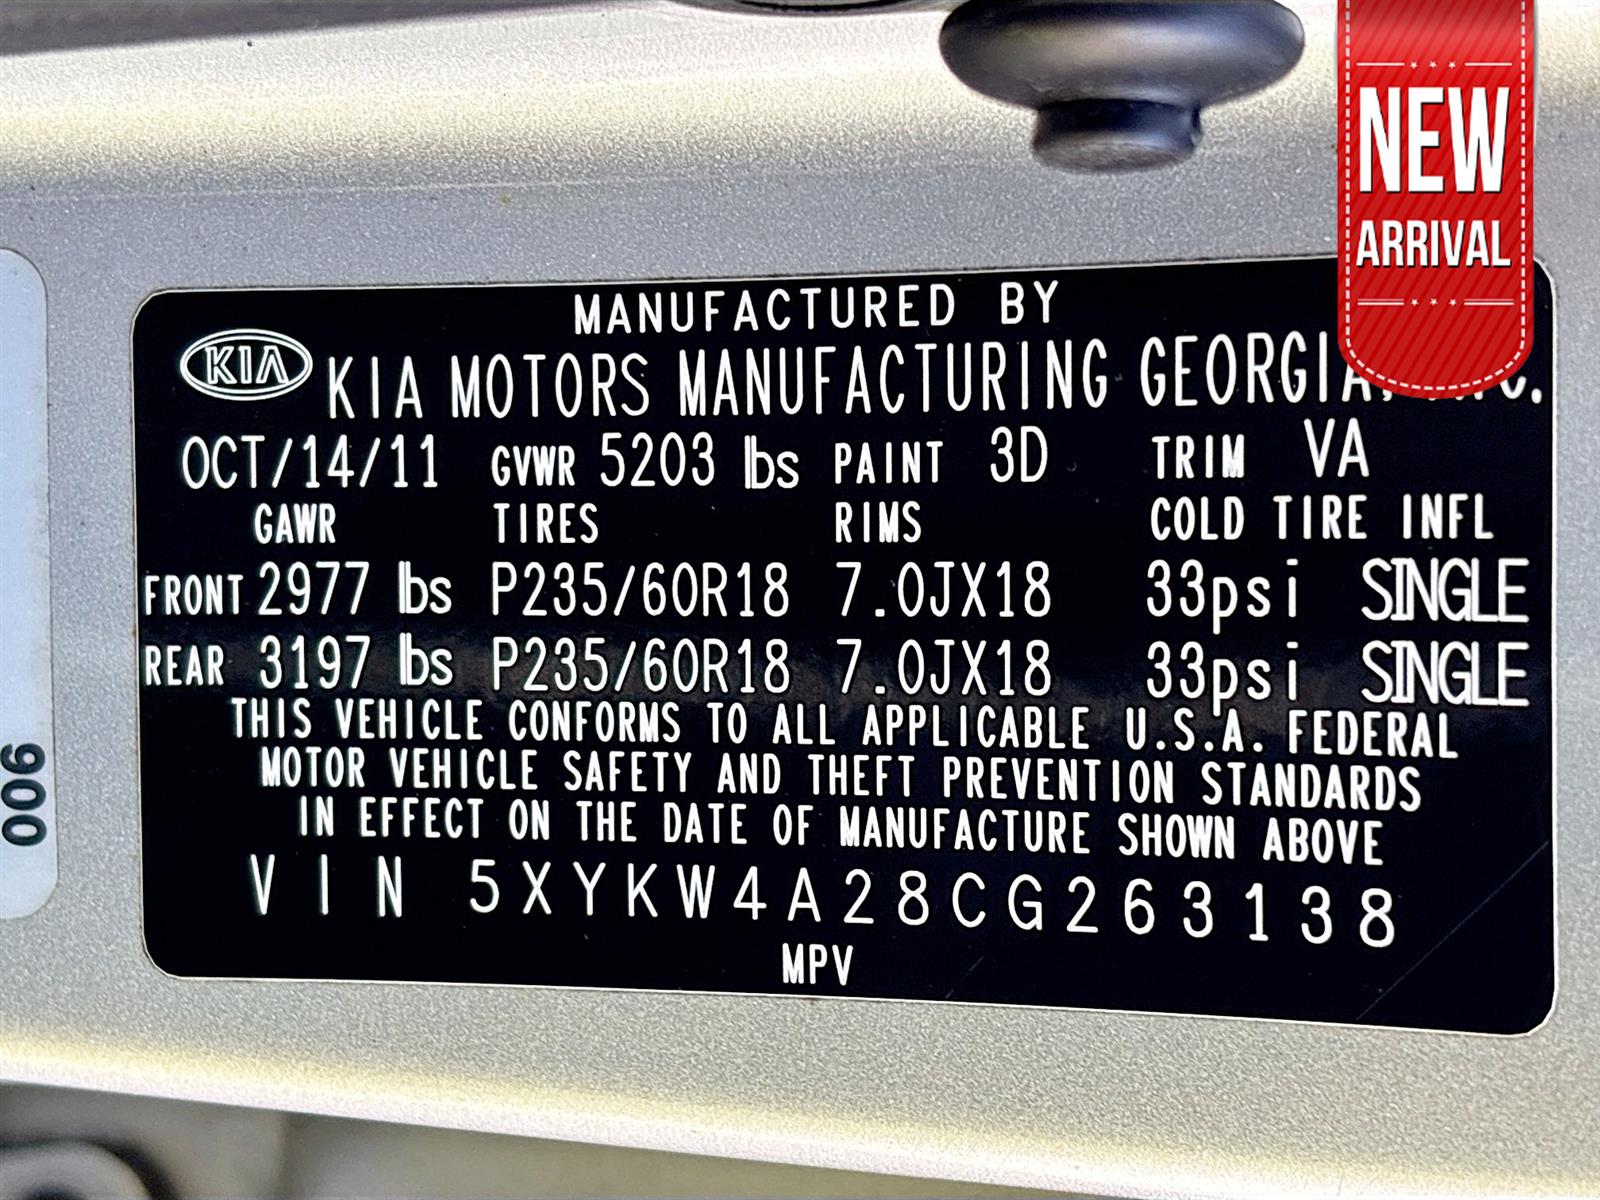 NEW
ARRIVAL
MANUFACTURED BY
KIA KIA MOTORS MANUFACTURING GEORGIA,
OCT/14/11 GVWR 5203 lbs PAINT 3D TRIM VA
GAWR TIRES RIMS COLD TIRE INFL
FRONT 2977 lbs P235/60R18 7.0JX18 33psi SINGLE
REAR 3197 lbs P235/60R18 7.0JX18 33psi SINGLE
THIS VEHICLE CONFORMS TO ALL APPLICABLE U.S.A. FEDERAL
MOTOR VEHICLE SAFETY AND THEFT PREVENTION STANDARDS
IN EFFECT ON THE DATE OF MANUFACTURE SHOWN ABOVE
VIN 5XYKW4A28CG263138
MPV
006